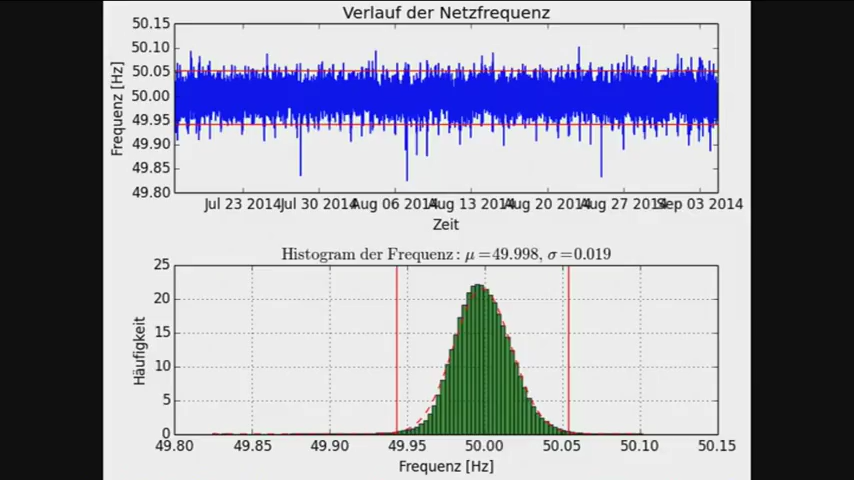 Verlauf der Netzfrequenz
50.15
50.10
50.05
50.00
49.95
49.90
49.85
49.80
Frequenz [Hz]
Jul 23 2014 Jul 30 2014 Aug 06 2014 Aug 13 2014 Aug 20 2014 Aug 27 2014 Sep 03 2014
Zeit
Histogram der Frequenz: μ=49.998, σ=0.019
25
20
15
10
5
0
Häufigkeit
49.80 49.85 49.90 49.95 50.00 50.05 50.10 50.15
Frequenz [Hz]